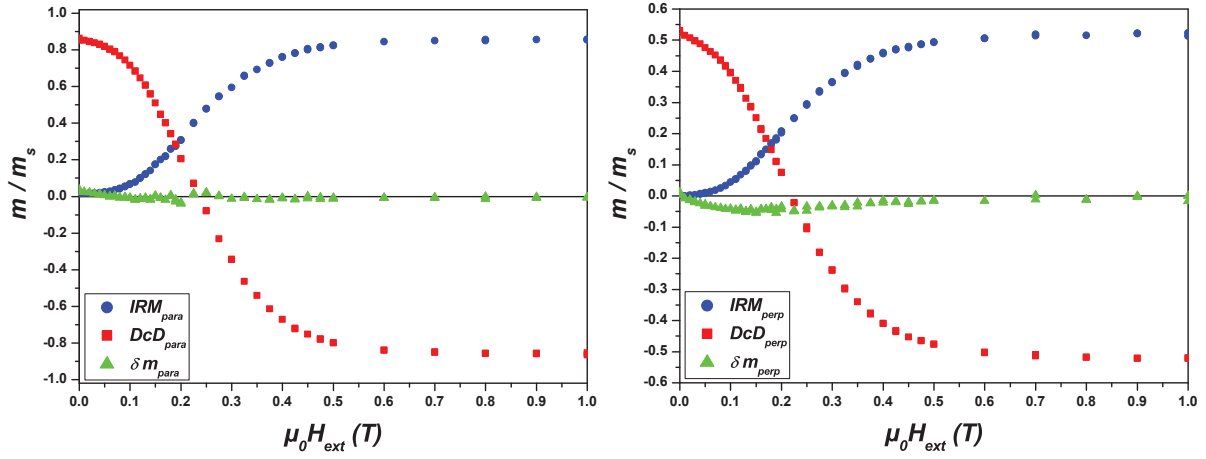 1.0
0.8
0.6
0.4
0.2
0.0
-0.2
-0.4
-0.6
-0.8
-1.0
m / m_s
IRM_para
DcD_para
δ m_para
0.0 0.1 0.2 0.3 0.4 0.5 0.6 0.7 0.8 0.9 1.0
μ_0H_ext (T)
0.6
0.5
0.4
0.3
0.2
0.1
0.0
-0.1
-0.2
-0.3
-0.4
-0.5
-0.6
m / m_s
IRM_perp
DcD_perp
δ m_perp
0.0 0.1 0.2 0.3 0.4 0.5 0.6 0.7 0.8 0.9 1.0
μ_0H_ext (T)